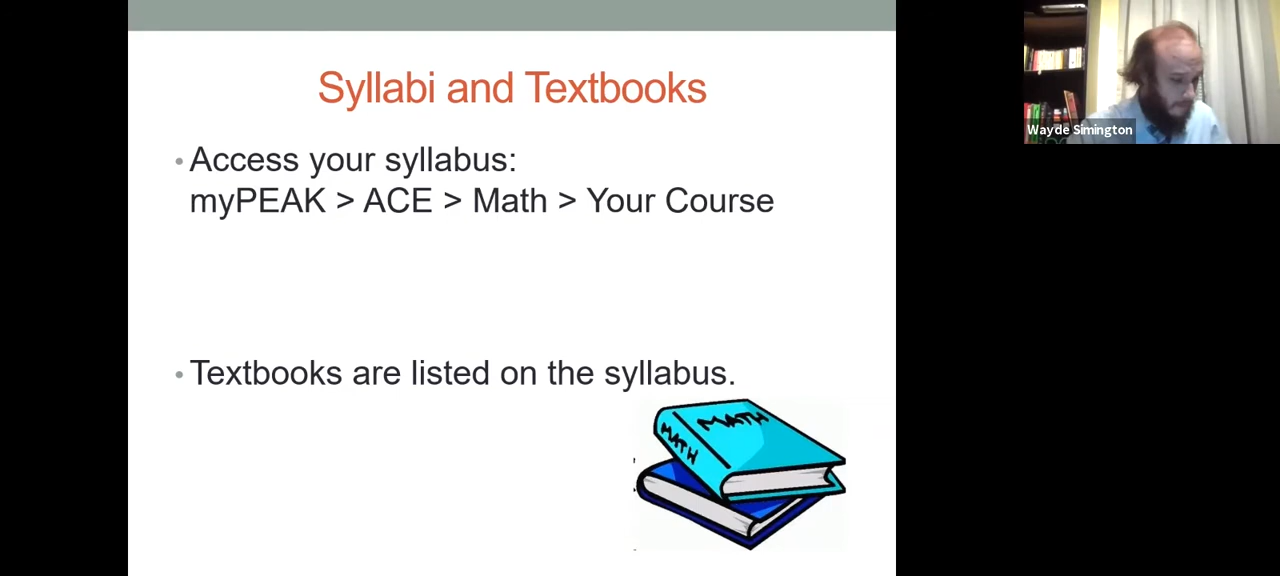 Syllabi and Textbooks
• Access your syllabus:
myPEAK > ACE > Math > Your Course
• Textbooks are listed on the syllabus.
MATH
MATH
Wayde Simington